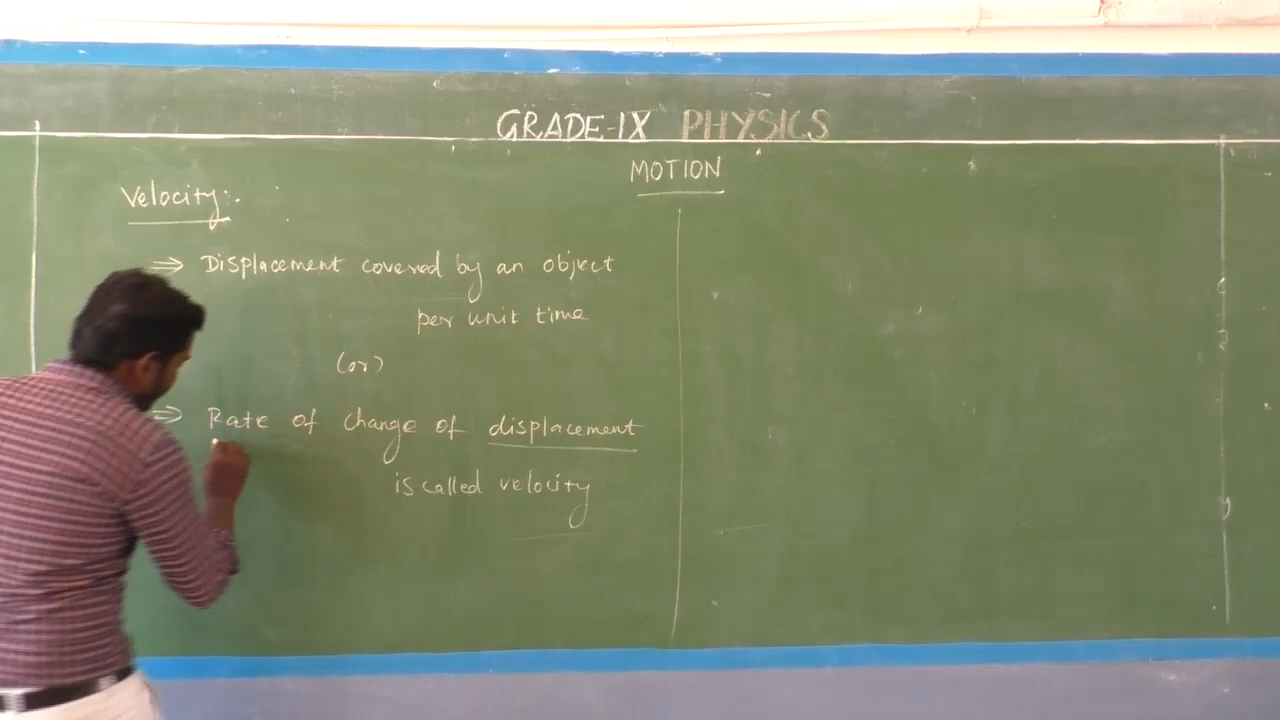 GRADE-IX PHYSICS
MOTION
Velocity:-
⇒ Displacement covered by an object
per unit time
(or)
⇒ Rate of change of displacement
is called velocity